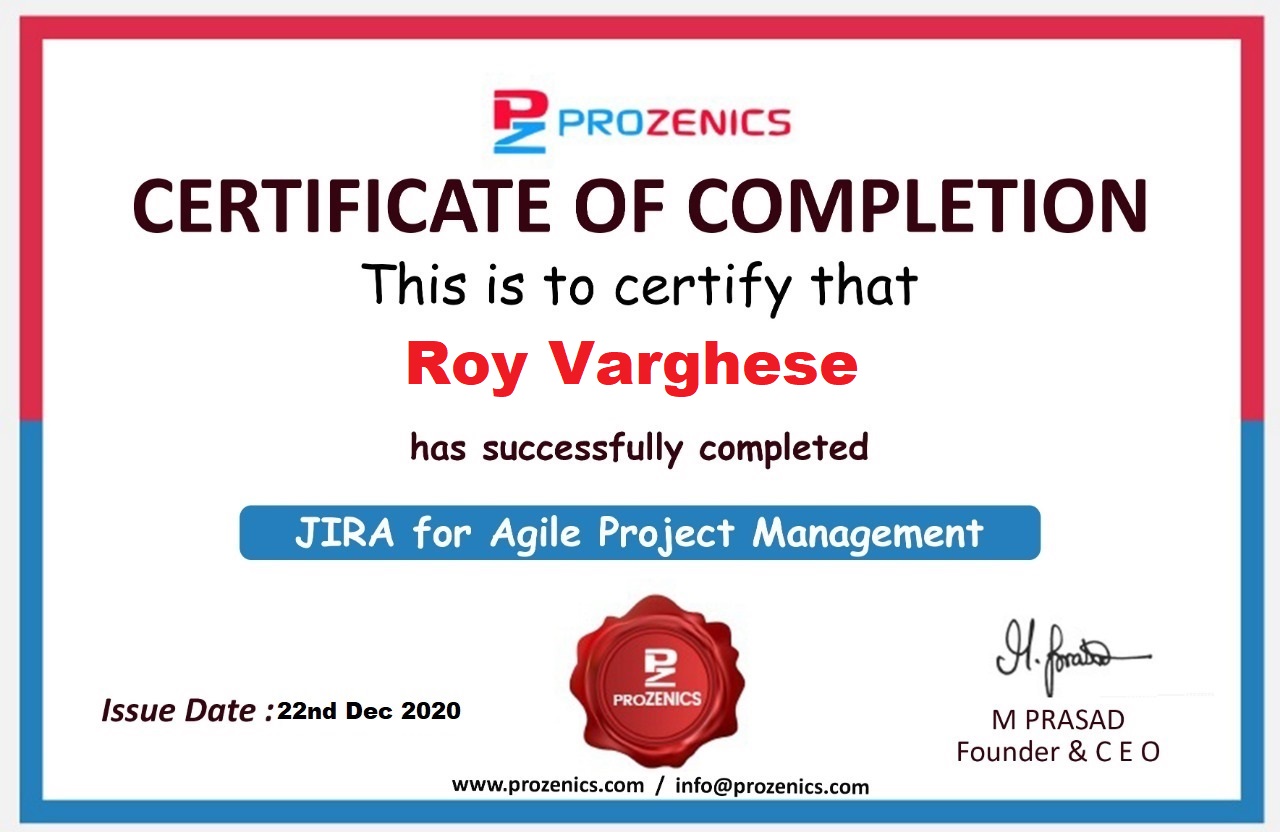 PZ PROZENICS
CERTIFICATE OF COMPLETION
This is to certify that
Roy Varghese
has successfully completed
JIRA for Agile Project Management
PZ
PROZENICS
M. Prasad
Issue Date : 22nd Dec 2020
M PRASAD
Founder & C E O
www.prozenics.com / info@prozenics.com